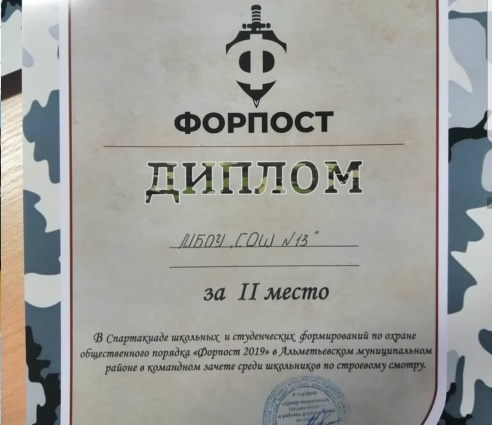 ФОРПОСТ
ДИПЛОМ
МБОУ „СОШ №13"
за II место
В Спартакиаде школьных и студенческих формирований по охране
общественного порядка «Форпост 2019» в Альметьевском муниципальном
районе в командном зачете среди школьников по строевому смотру.